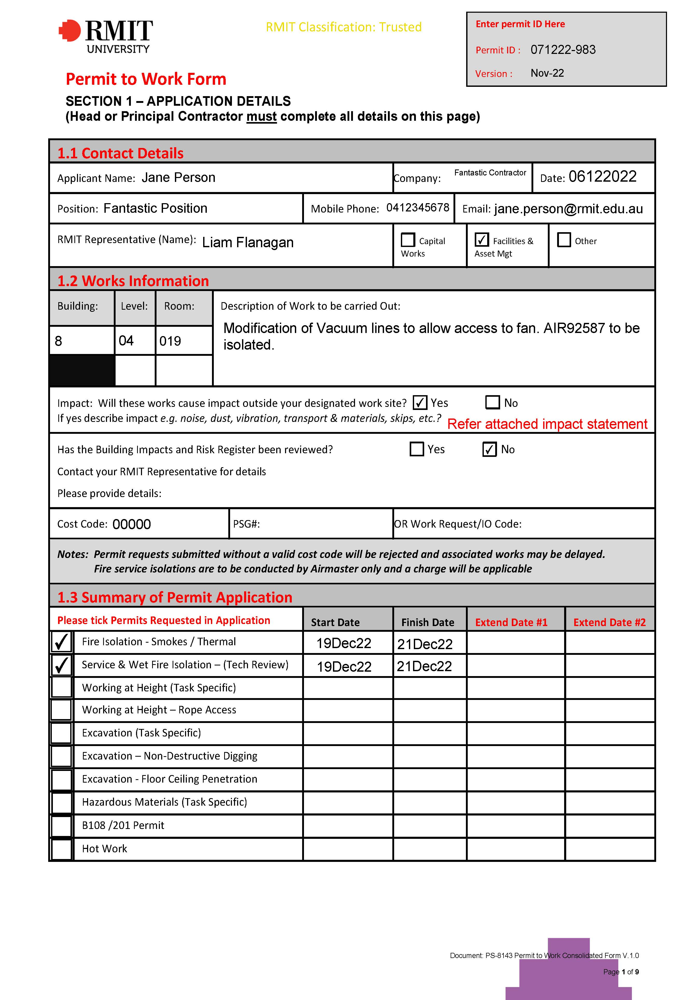 RMIT
UNIVERSITY
RMIT Classification: Trusted
Enter permit ID Here
Permit ID : 071222-983
Version : Nov-22
Permit to Work Form
SECTION 1 – APPLICATION DETAILS
(Head or Principal Contractor must complete all details on this page)
1.1 Contact Details
Applicant Name: Jane Person
Company: Fantastic Contractor
Date: 06122022
Position: Fantastic Position
Mobile Phone: 0412345678
Email: jane.person@rmit.edu.au
RMIT Representative (Name): Liam Flanagan
Capital
Works
✓ Facilities &
Asset Mgt
Other
1.2 Works Information
Building: Level: Room:
8 04 019
Description of Work to be carried Out:
Modification of Vacuum lines to allow access to fan. AIR92587 to be
isolated.
Impact: Will these works cause impact outside your designated work site? ✓ Yes No
If yes describe impact e.g. noise, dust, vibration, transport & materials, skips, etc.? Refer attached impact statement
Has the Building Impacts and Risk Register been reviewed? Yes ✓ No
Contact your RMIT Representative for details
Please provide details:
Cost Code: 00000 PSG#: OR Work Request/IO Code:
Notes: Permit requests submitted without a valid cost code will be rejected and associated works may be delayed.
Fire service isolations are to be conducted by Airmaster only and a charge will be applicable
1.3 Summary of Permit Application
Please tick Permits Requested in Application Start Date Finish Date Extend Date #1 Extend Date #2
✓ Fire Isolation - Smokes / Thermal 19Dec22 21Dec22
✓ Service & Wet Fire Isolation – (Tech Review) 19Dec22 21Dec22
Working at Height (Task Specific)
Working at Height – Rope Access
Excavation (Task Specific)
Excavation – Non-Destructive Digging
Excavation - Floor Ceiling Penetration
Hazardous Materials (Task Specific)
B108 /201 Permit
Hot Work
Document: PS-8143 Permit to Work Consolidated Form V.1.0
Page 1 of 9